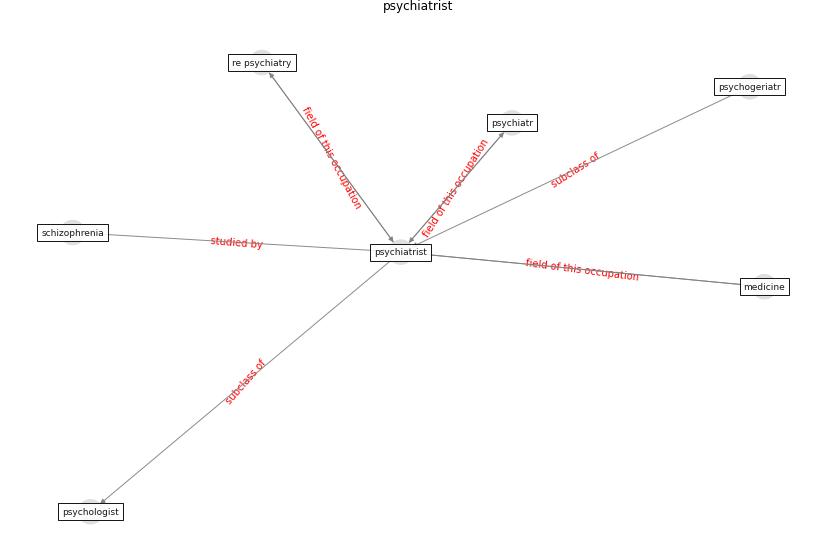 psychiatrist
re psychiatry
psychogeriatr
psychiatr
field of this occupation
field of this occupation
subclass of
schizophrenia
studied by
psychiatrist
field of this occupation
medicine
subclass of
psychologist